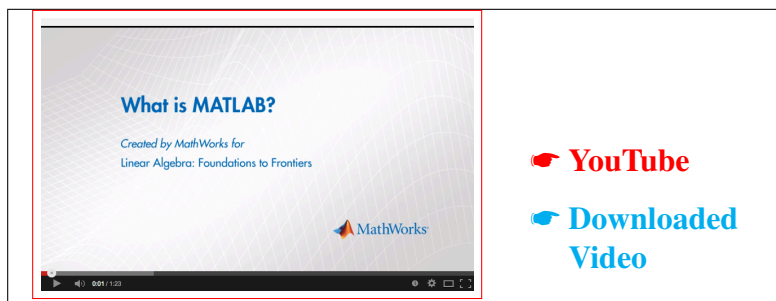 What is MATLAB?
Created by MathWorks for
Linear Algebra: Foundations to Frontiers
MathWorks
0:01 / 1:23
☛ YouTube
☛ Downloaded
Video